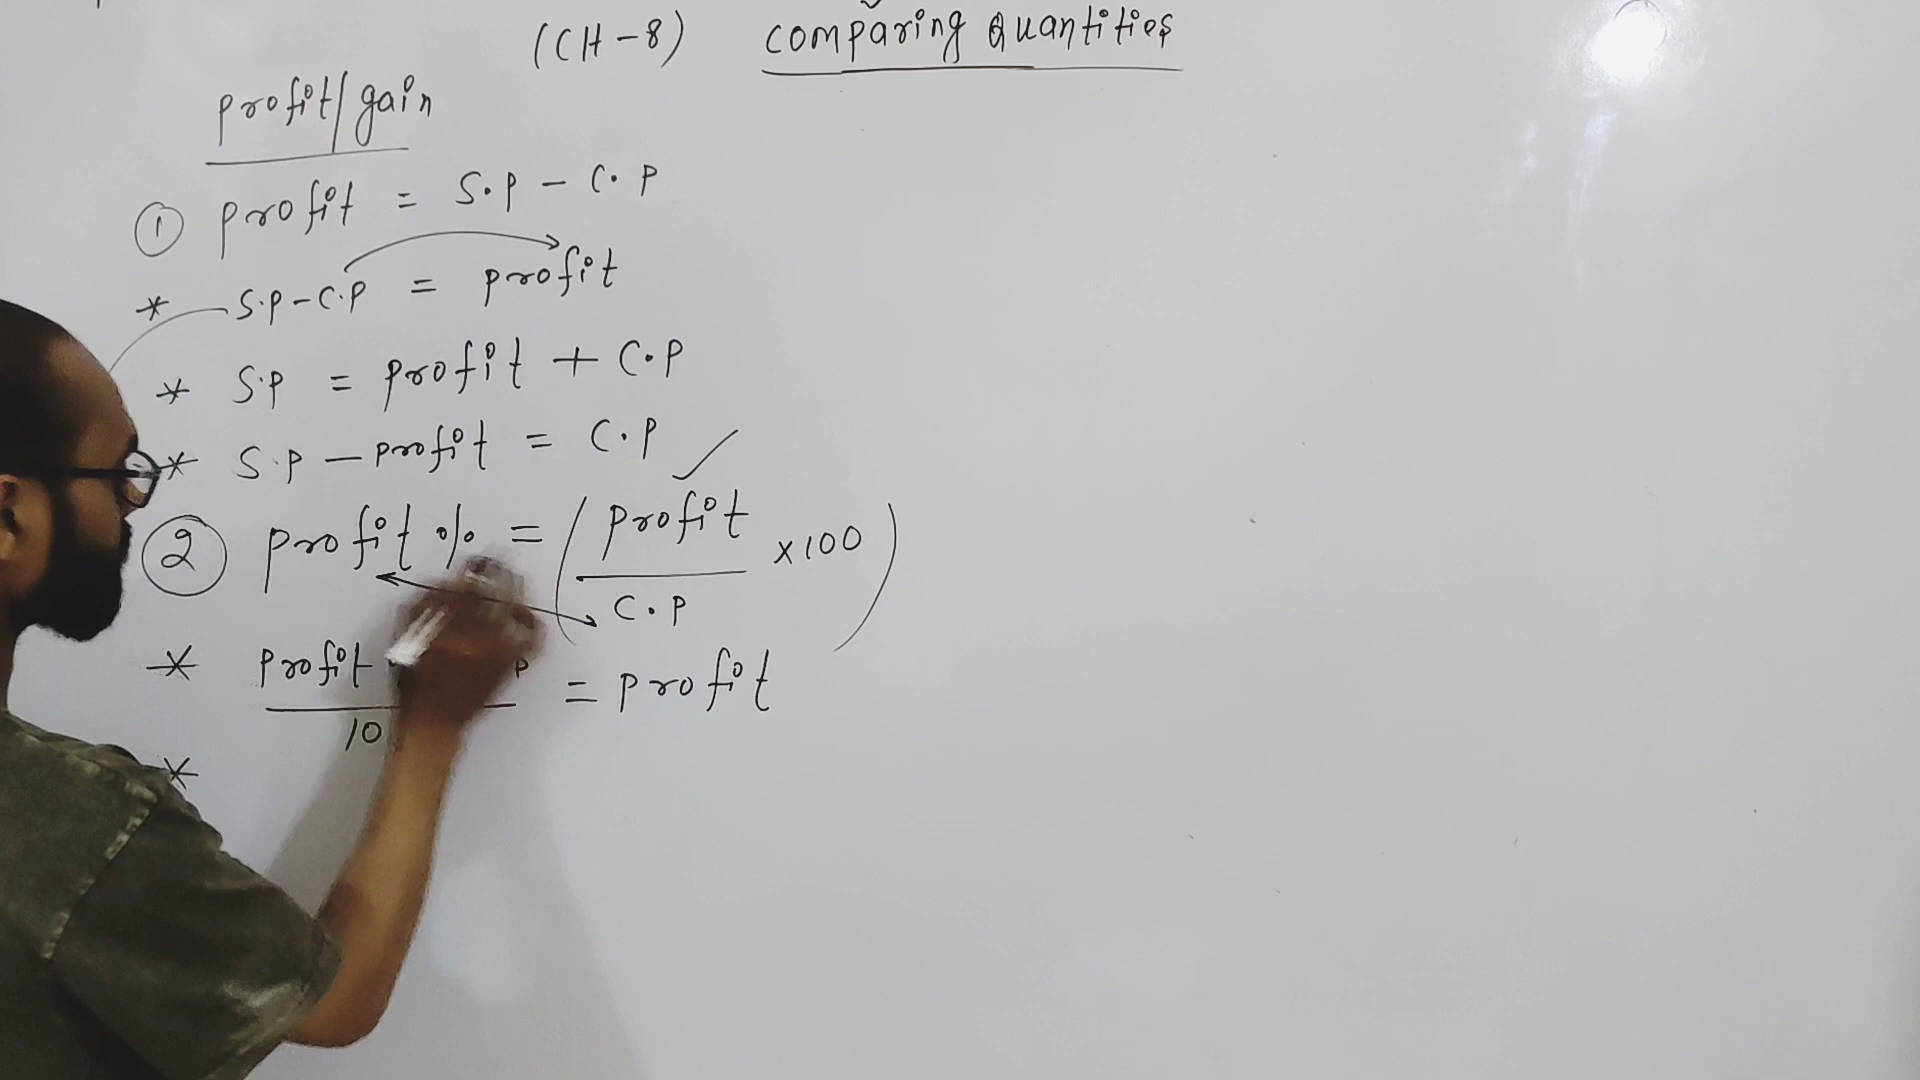 (CH-8) comparing Quantities
profit/gain
① profit = S.P - C.P
* S.P-C.P = profit
* S.P = profit + C.P
* S.P - profit = C.P ✓
② profit % = (profit / C.P × 100)
* profit P / 10 = profit
*